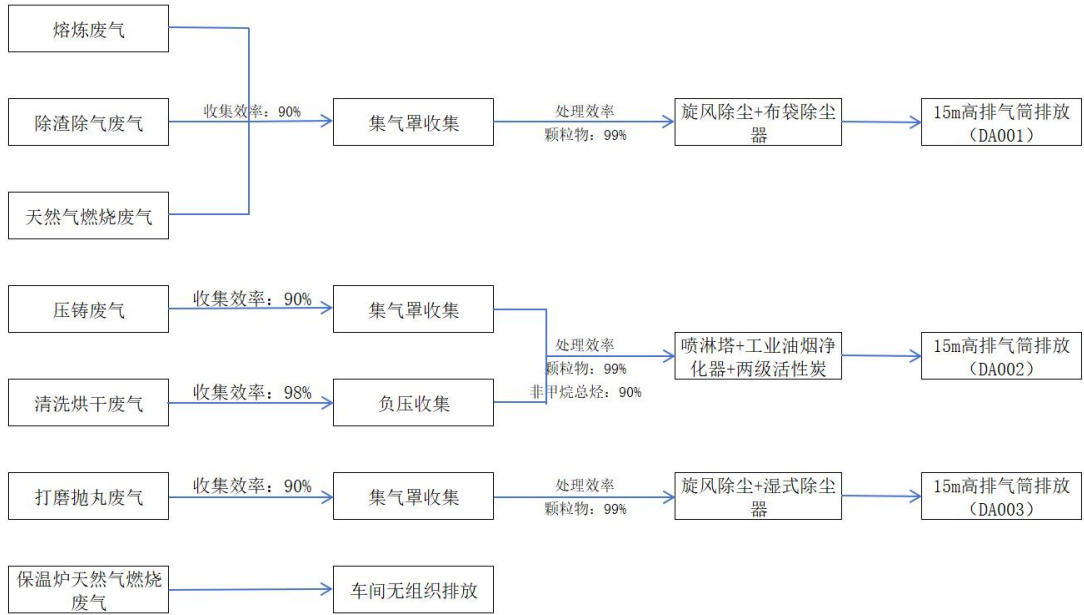 熔炼废气
除渣除气废气
收集效率：90%
集气罩收集
处理效率
颗粒物：99%
旋风除尘+布袋除尘
器
15m高排气筒排放
（DA001）
天然气燃烧废气
压铸废气
收集效率：90%
集气罩收集
清洗烘干废气
收集效率：98%
负压收集
处理效率
颗粒物：99%
非甲烷总烃：90%
喷淋塔+工业油烟净
化器+两级活性炭
15m高排气筒排放
（DA002）
打磨抛丸废气
收集效率：90%
集气罩收集
处理效率
颗粒物：99%
旋风除尘+湿式除尘
器
15m高排气筒排放
（DA003）
保温炉天然气燃烧
废气
车间无组织排放